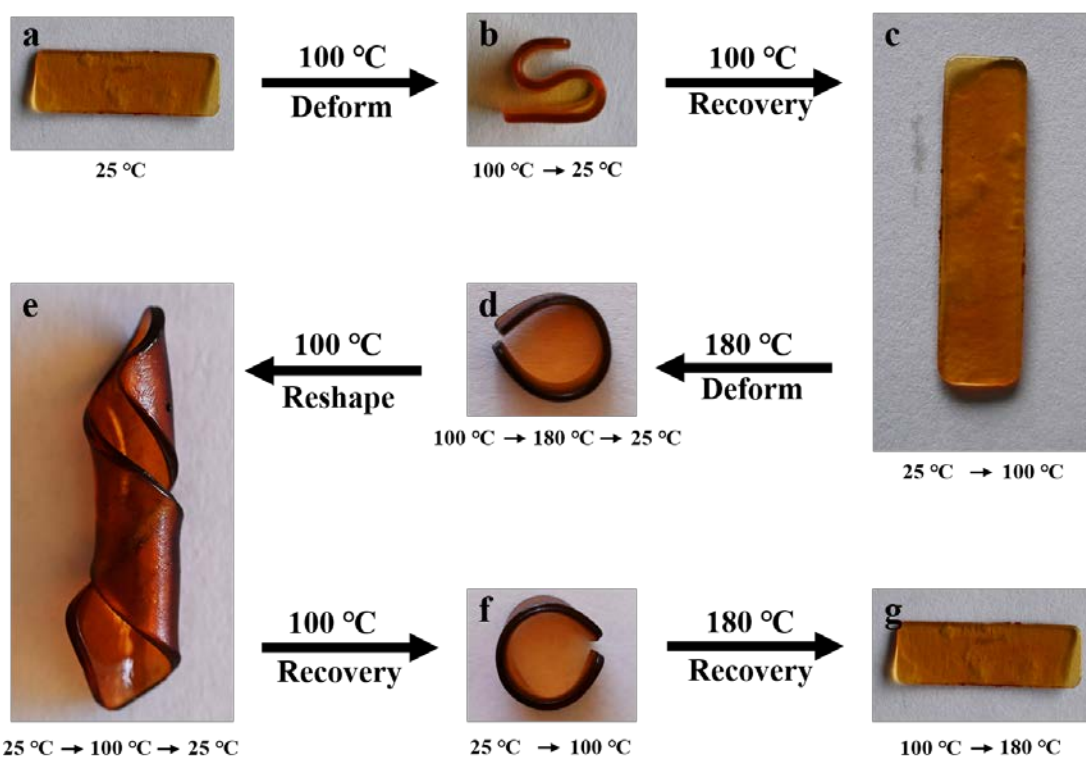 a
100 ℃
Deform
b
100 ℃
Recovery
c
25 ℃
100 ℃ → 25 ℃
e
100 ℃
Reshape
d
180 ℃
Deform
100 ℃ → 180 ℃ → 25 ℃
25 ℃ → 100 ℃
100 ℃
Recovery
f
180 ℃
Recovery
g
25 ℃ → 100 ℃ → 25 ℃
25 ℃ → 100 ℃
100 ℃ → 180 ℃